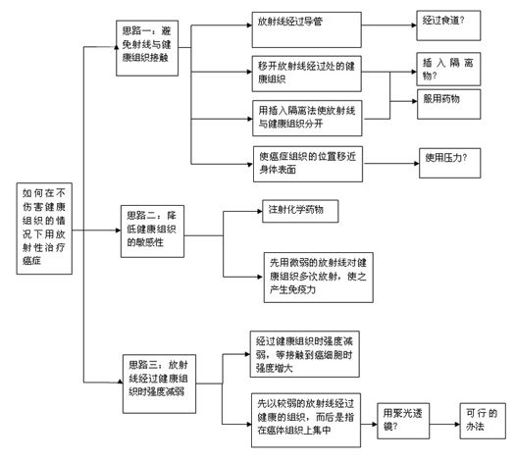 如何在不
伤害健康
组织的情
况下用放
射性治疗
癌症
思路一：避
免射线与健
康组织接触
放射线经过导管
经过食道？
移开放射线经过处的健
康组织
插入隔离
物？
服用药物
用插入隔离法使放射线
与健康组织分开
使癌症组织的位置移近
身体表面
使用压力？
思路二：降
低健康组织
的敏感性
注射化学药物
先用微弱的放射线对健
康组织多次放射，使之
产生免疫力
思路三：放射
线经过健康组
织时强度减弱
经过健康组织时强度减
弱，等接触到癌细胞时
强度增大
先以较弱的放射线经过
健康的组织，而后是指
在癌体组织上集中
用聚光透
镜？
可行的
办法